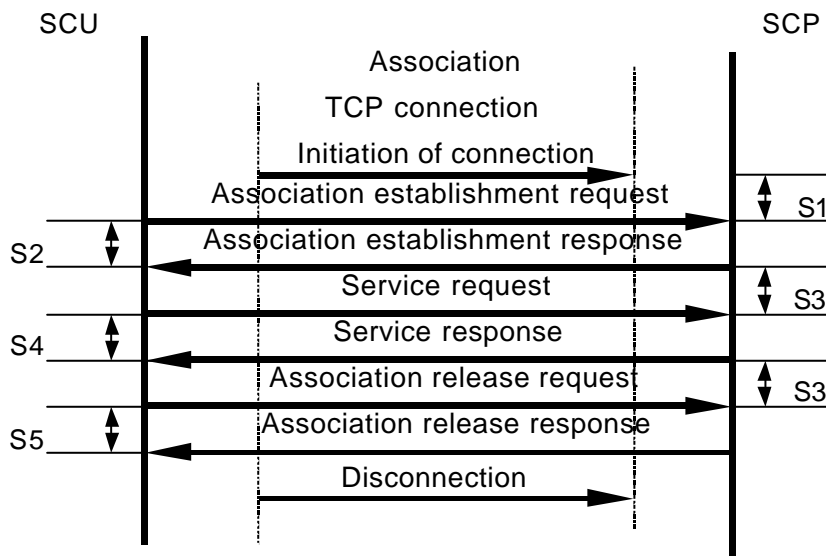 SCU
SCP
Association
TCP connection
Initiation of connection
Association establishment request
S1
Association establishment response
S2
Service request
S3
Service response
S4
Association release request
S3
Association release response
S5
Disconnection